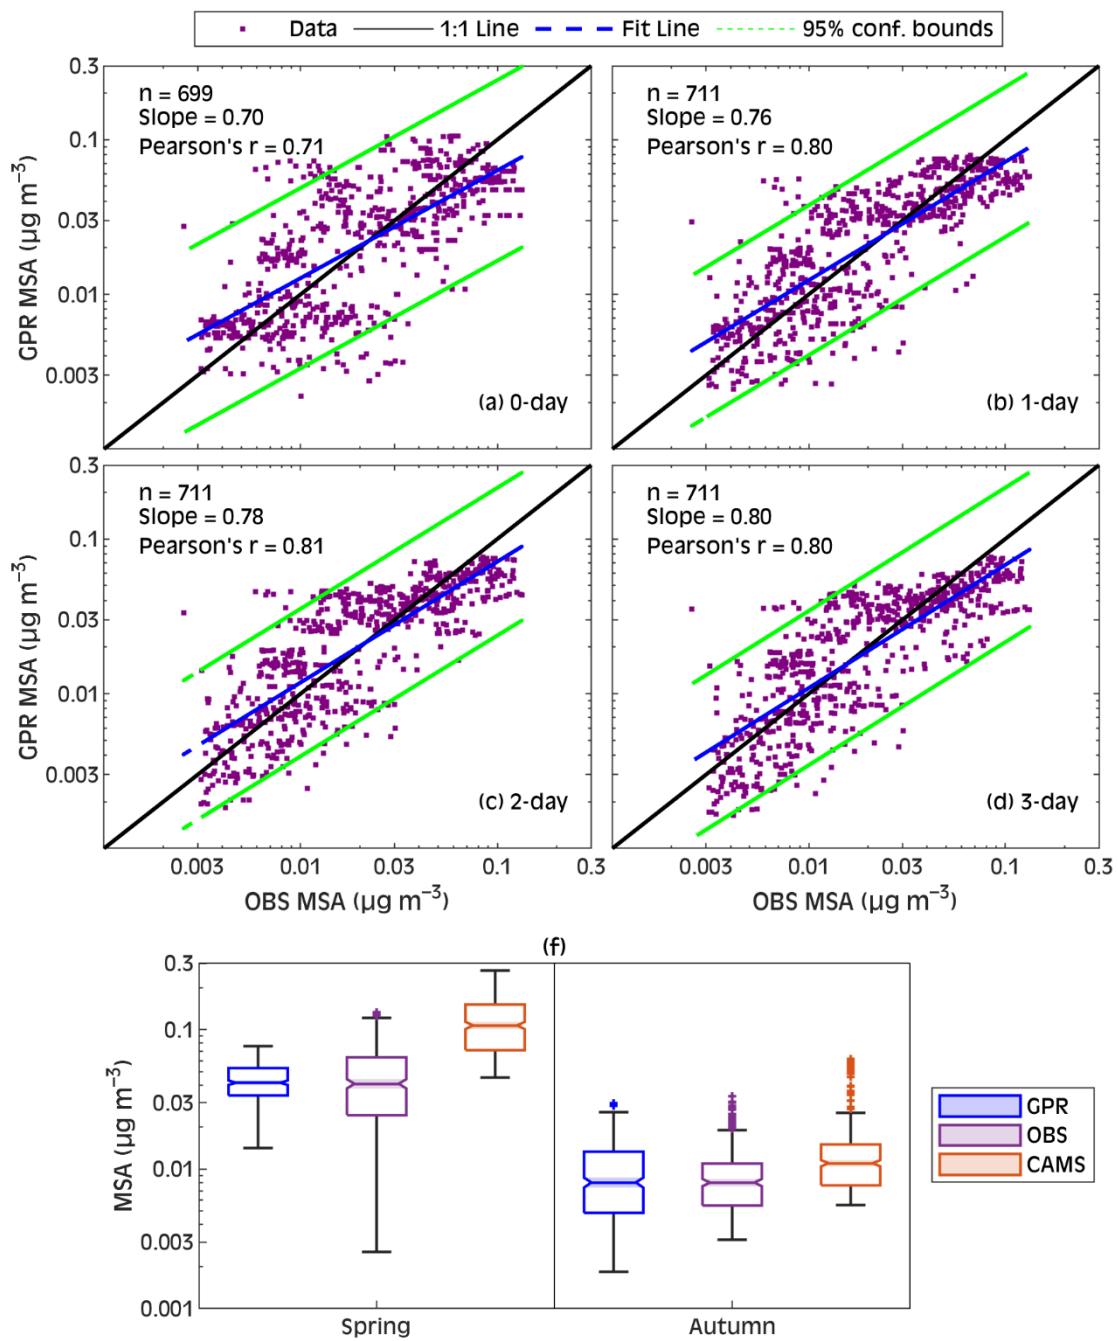 Data 1:1 Line Fit Line 95% conf. bounds
0.3
0.1
0.03
0.01
0.003
GPR MSA (µg m⁻³)
n = 699
Slope = 0.70
Pearson's r = 0.71
(a) 0-day
n = 711
Slope = 0.76
Pearson's r = 0.80
(b) 1-day
0.3
0.1
0.03
0.01
0.003
GPR MSA (µg m⁻³)
n = 711
Slope = 0.78
Pearson's r = 0.81
(c) 2-day
n = 711
Slope = 0.80
Pearson's r = 0.80
(d) 3-day
0.003 0.01 0.03 0.1 0.3
0.003 0.01 0.03 0.1 0.3
OBS MSA (µg m⁻³)
OBS MSA (µg m⁻³)
(f)
0.3
0.1
0.03
0.01
0.003
0.001
MSA (µg m⁻³)
Spring Autumn
GPR
OBS
CAMS